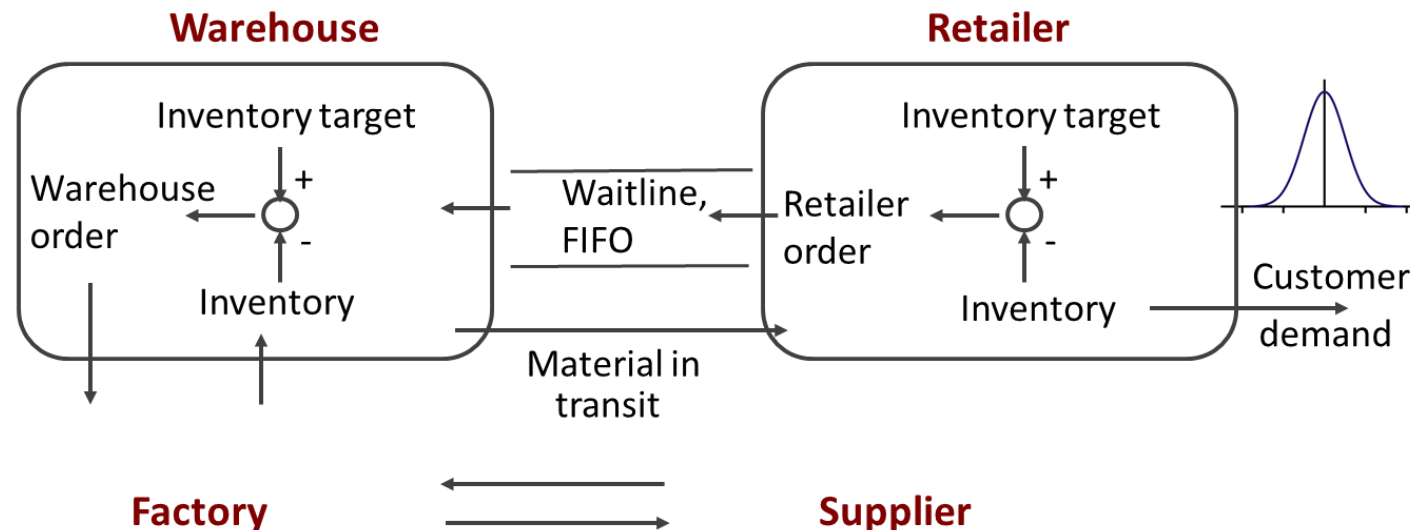 Warehouse
Retailer
Inventory target
Warehouse
order
+
-
Inventory
Waitline,
FIFO
Material in
transit
Inventory target
Retailer
order
+
-
Inventory
Customer
demand
Factory
Supplier